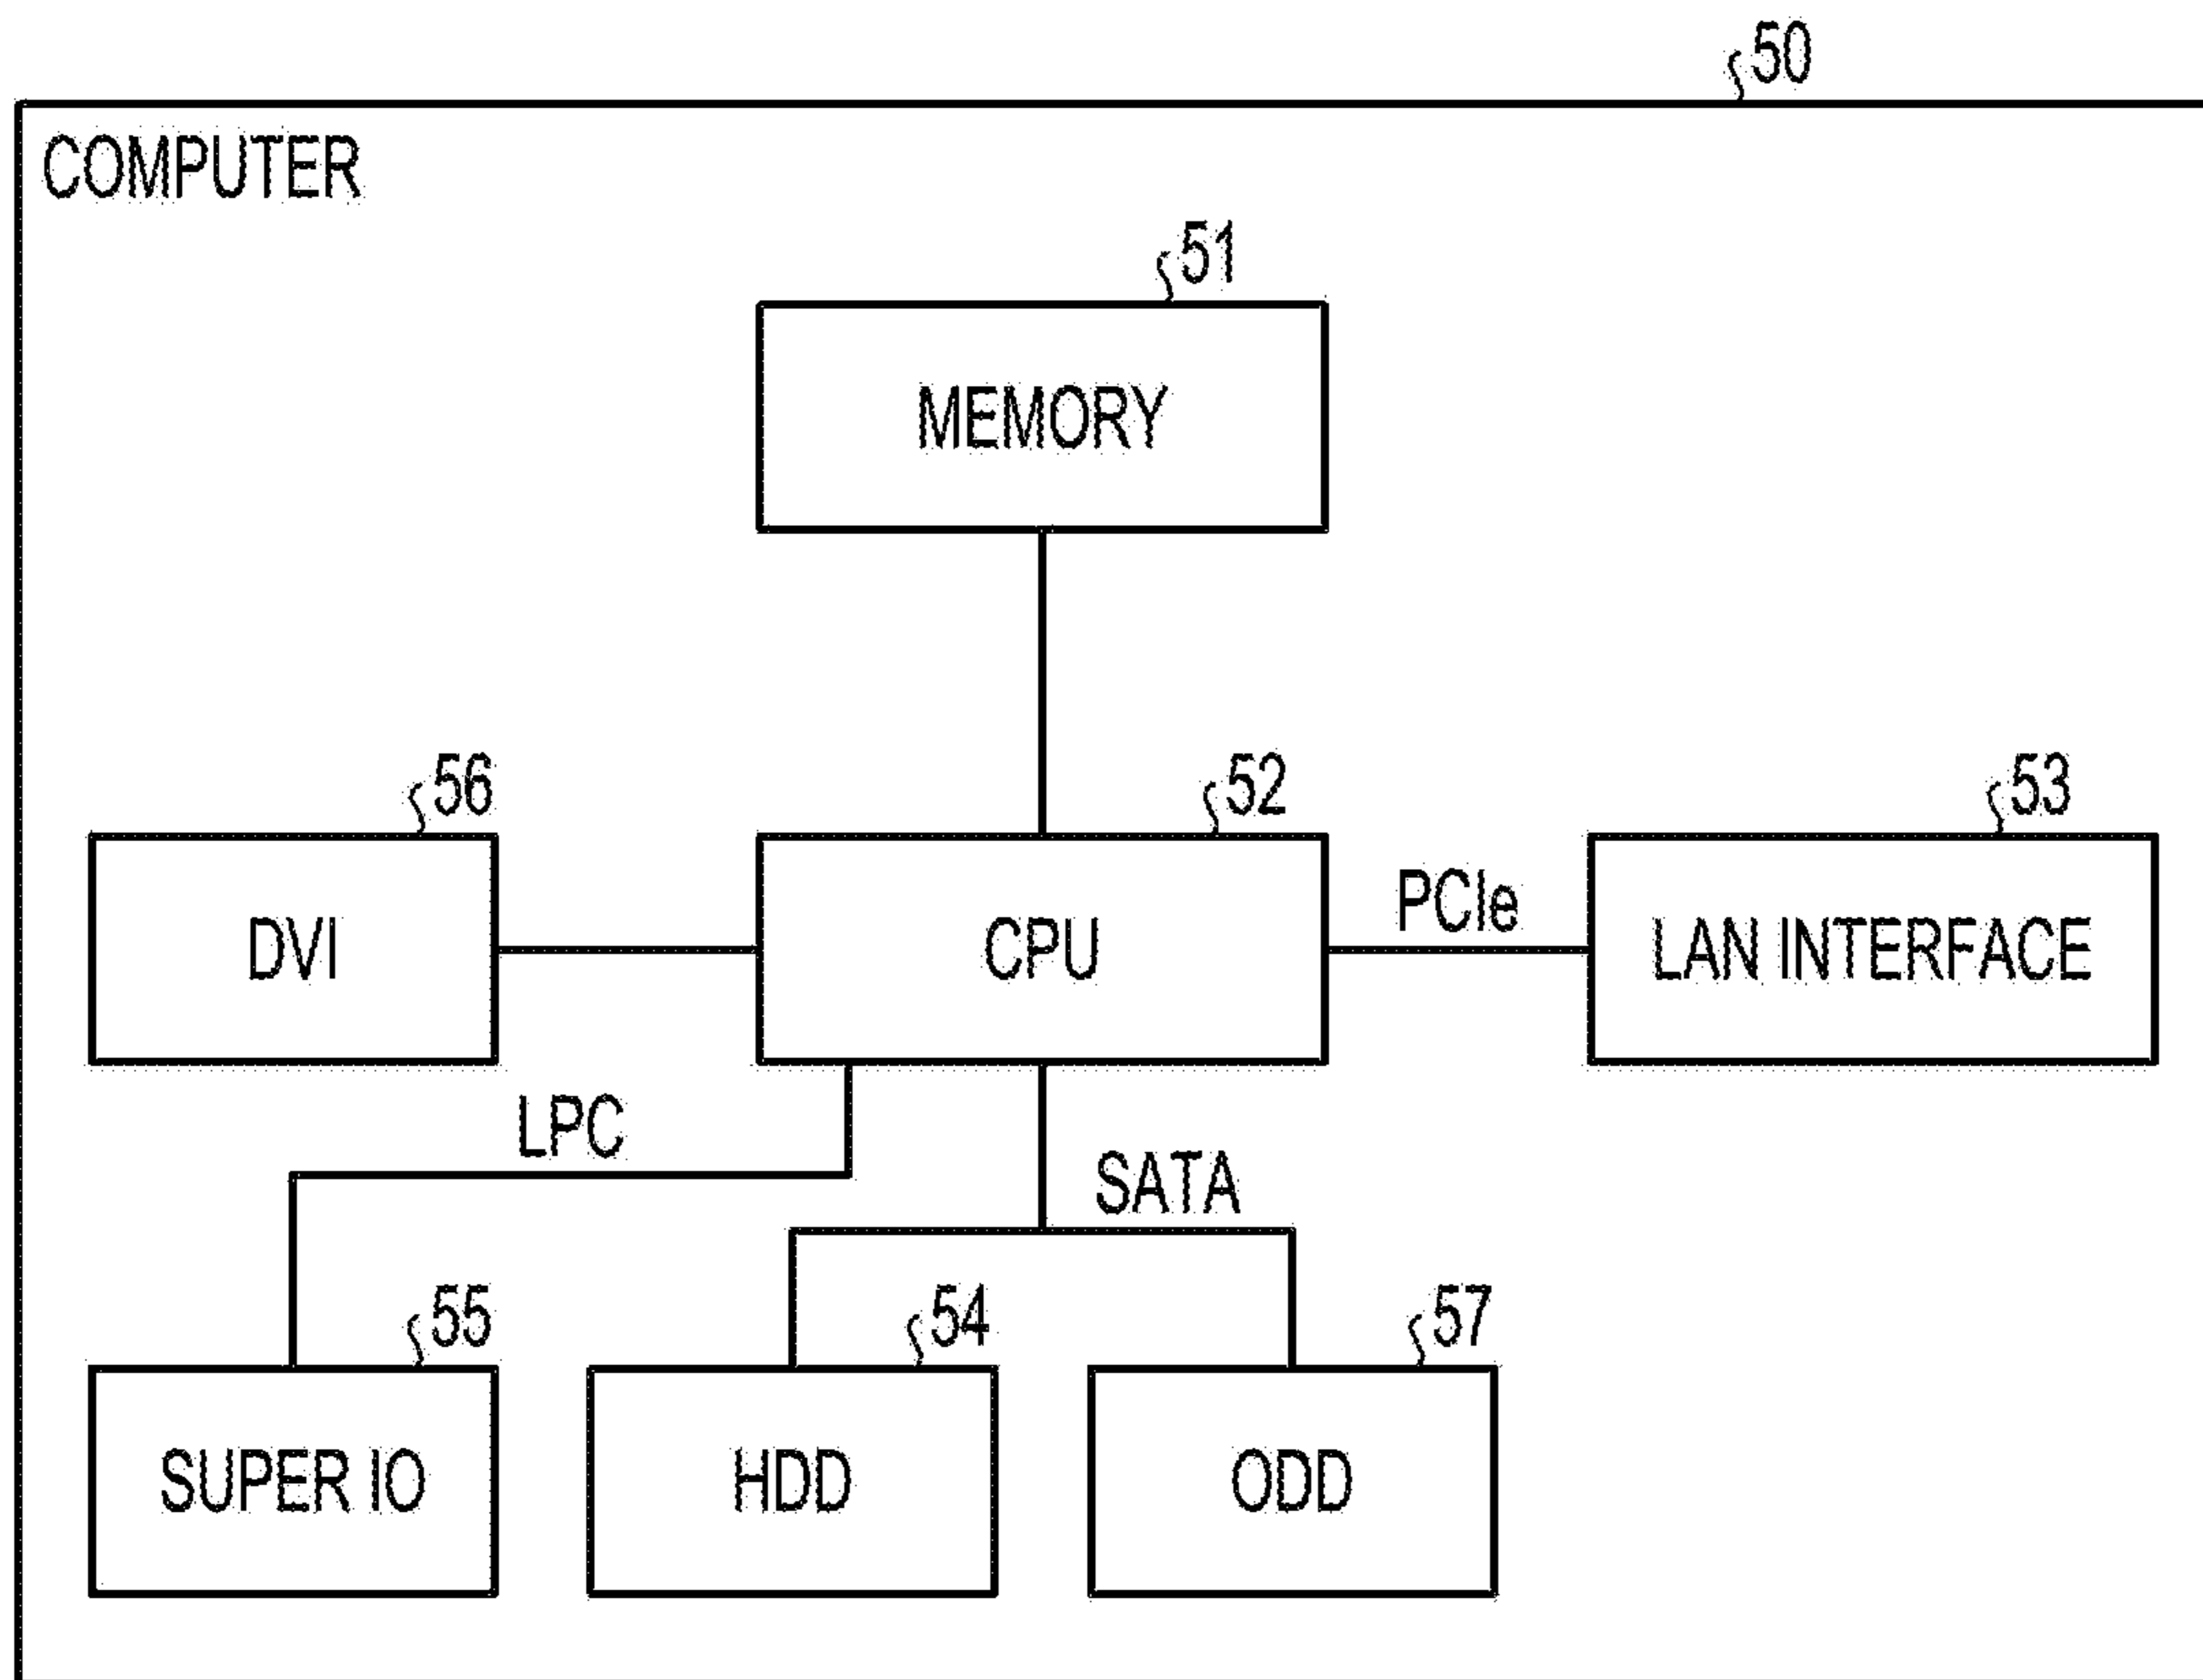 50
COMPUTER
51
MEMORY
56
52
53
DVI
CPU
PCIe
LAN INTERFACE
LPC
SATA
55
54
57
SUPER IO
HDD
ODD